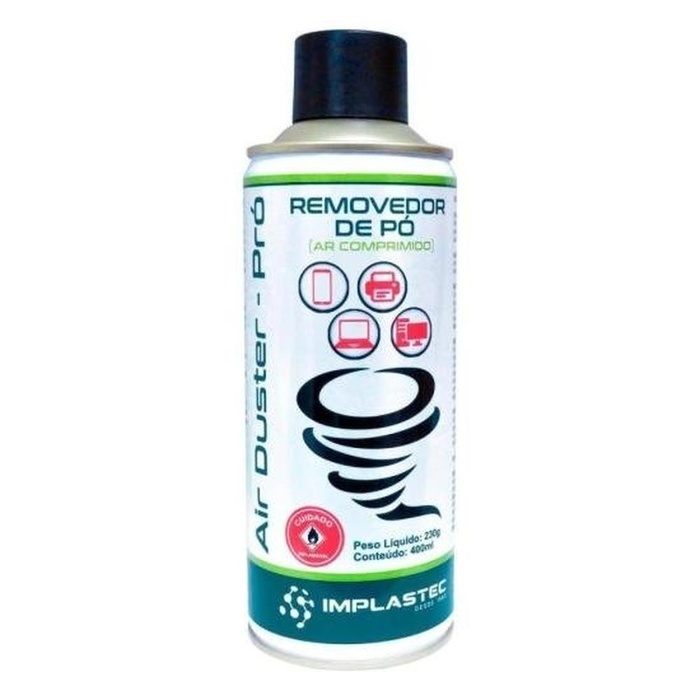 Air Duster - Pró
REMOVEDOR
DE PÓ
(AR COMPRIMIDO)
CUIDADO
Peso Líquido: 230g
Conteúdo: 400ml
IMPLASTEC